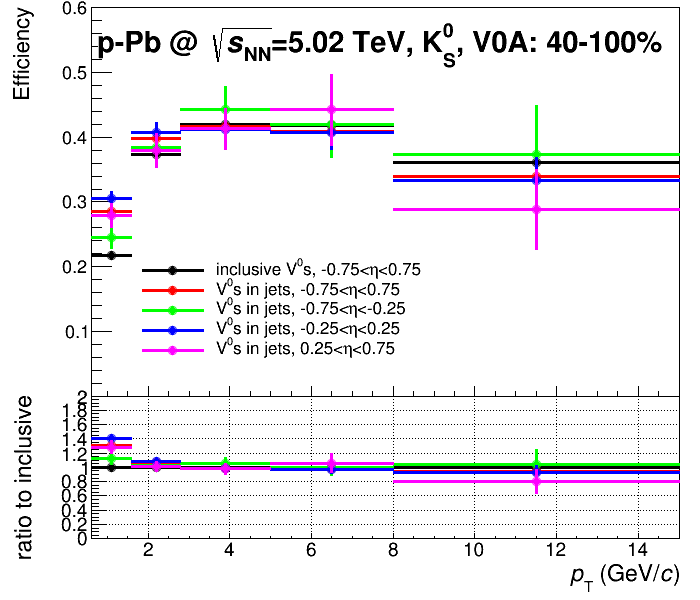 p-Pb @ √sNN=5.02 TeV, K⁰S, V0A: 40-100%
Efficiency
0.6
0.5
0.4
0.3
0.2
0.1
inclusive V⁰s, -0.75<η<0.75
V⁰s in jets, -0.75<η<0.75
V⁰s in jets, -0.75<η<-0.25
V⁰s in jets, -0.25<η<0.25
V⁰s in jets, 0.25<η<0.75
ratio to inclusive
2
1.8
1.6
1.4
1.2
1
0.8
0.6
0.4
0.2
0
2 4 6 8 10 12 14
pT (GeV/c)